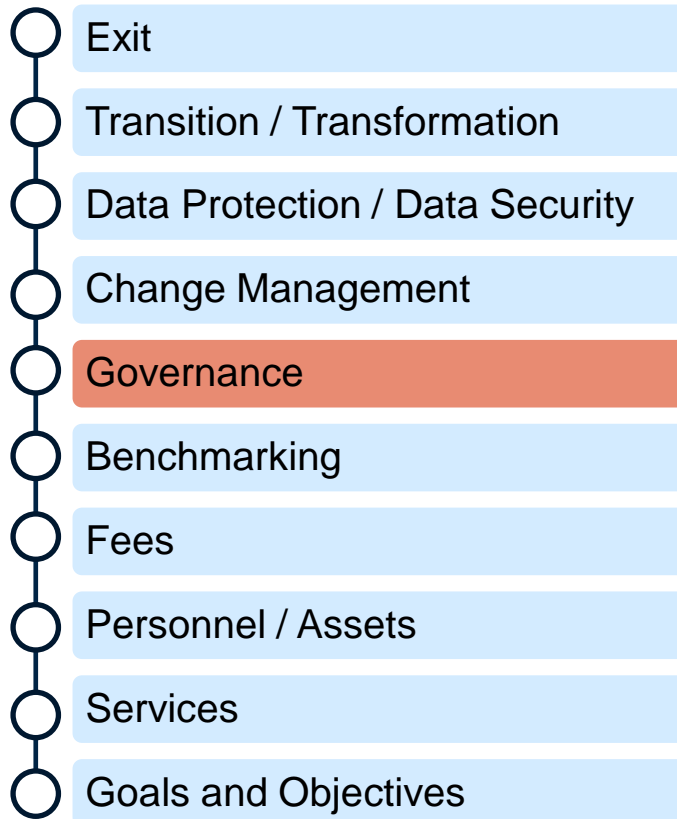 Exit
Transition / Transformation
Data Protection / Data Security
Change Management
Governance
Benchmarking
Fees
Personnel / Assets
Services
Goals and Objectives